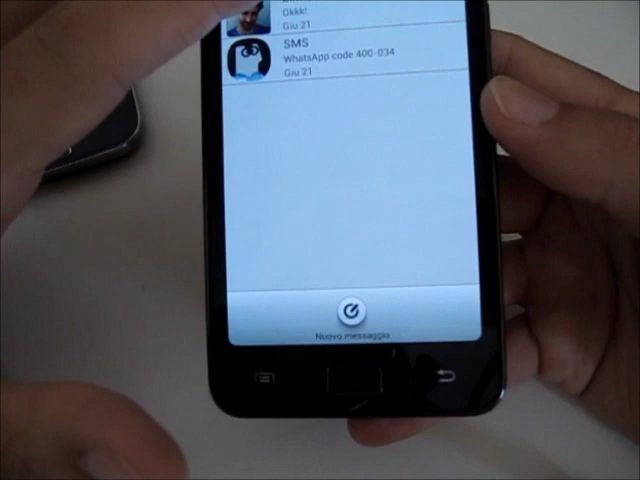 Okkk!
Giu 21
SMS
WhatsApp code 400-034
Giu 21
Nuovo messaggio